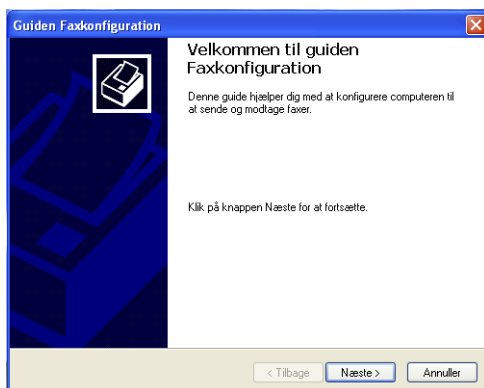 Guiden Faxkonfiguration
Velkommen til guiden
Faxkonfiguration
Denne guide hjælper dig med at konfigurere computeren til
at sende og modtage faxer.
Klik på knappen Næste for at fortsætte.
< Tilbage Næste > Annuller